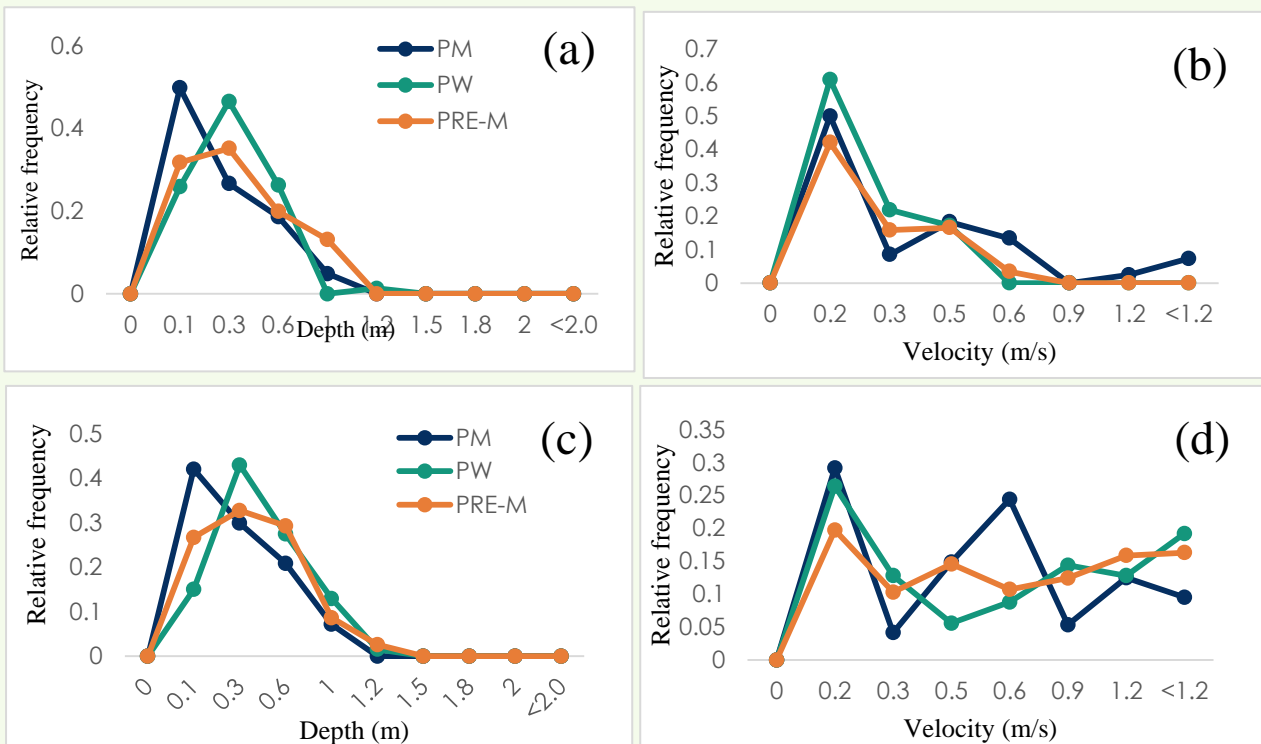 (a)
0.6
0.4
0.2
0
Relative frequency
PM
PW
PRE-M
0 0.1 0.3 0.6 1 1.2 1.5 1.8 2 <2.0
Depth (m)
(b)
0.7
0.6
0.5
0.4
0.3
0.2
0.1
0
Relative frequency
0 0.2 0.3 0.5 0.6 0.9 1.2 <1.2
Velocity (m/s)
(c)
0.5
0.4
0.3
0.2
0.1
0
Relative frequency
PM
PW
PRE-M
0 0.1 0.3 0.6 1 1.2 1.5 1.8 2 <2.0
Depth (m)
(d)
0.35
0.3
0.25
0.2
0.15
0.1
0.05
0
Relative frequency
0 0.2 0.3 0.5 0.6 0.9 1.2 <1.2
Velocity (m/s)